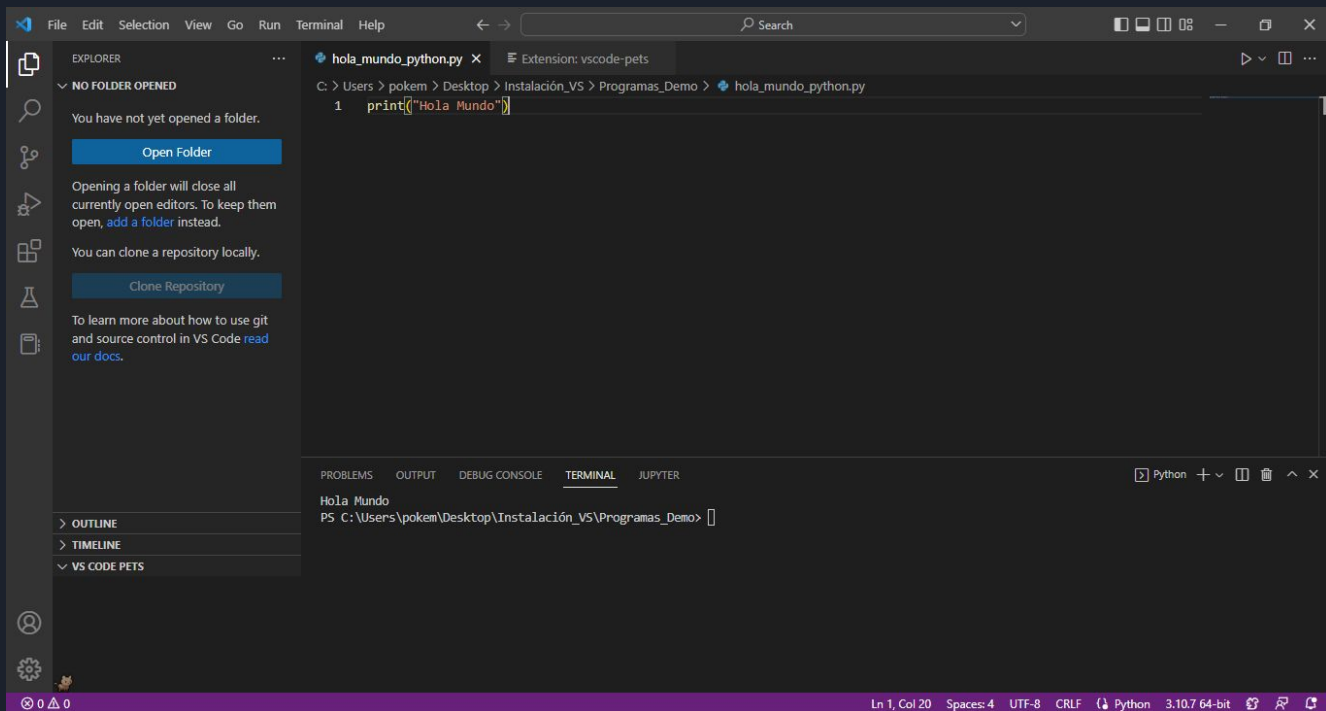 File Edit Selection View Go Run Terminal Help
Search
EXPLORER
NO FOLDER OPENED
You have not yet opened a folder.
Open Folder
Opening a folder will close all
currently open editors. To keep them
open, add a folder instead.
You can clone a repository locally.
Clone Repository
To learn more about how to use git
and source control in VS Code read
our docs.
OUTLINE
TIMELINE
VS CODE PETS
hola_mundo_python.py
Extension: vscode-pets
C: > Users > pokem > Desktop > Instalación_VS > Programas_Demo > hola_mundo_python.py
1 print("Hola Mundo")
PROBLEMS OUTPUT DEBUG CONSOLE TERMINAL JUPYTER
Python
Hola Mundo
PS C:\Users\pokem\Desktop\Instalación_VS\Programas_Demo>
0 0
Ln 1, Col 20 Spaces: 4 UTF-8 CRLF Python 3.10.7 64-bit